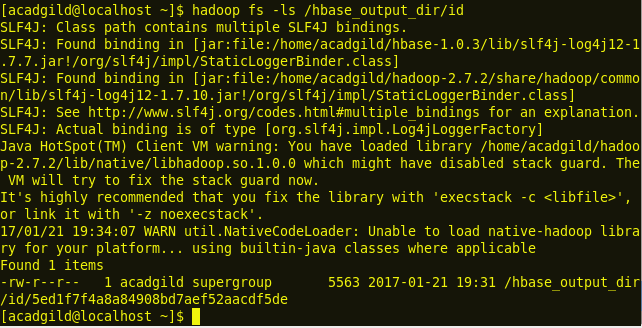 [acadgild@localhost ~]$ hadoop fs -ls /hbase_output_dir/id
SLF4J: Class path contains multiple SLF4J bindings.
SLF4J: Found binding in [jar:file:/home/acadgild/hbase-1.0.3/lib/slf4j-log4j12-1
.7.7.jar!/org/slf4j/impl/StaticLoggerBinder.class]
SLF4J: Found binding in [jar:file:/home/acadgild/hadoop-2.7.2/share/hadoop/commo
n/lib/slf4j-log4j12-1.7.10.jar!/org/slf4j/impl/StaticLoggerBinder.class]
SLF4J: See http://www.slf4j.org/codes.html#multiple_bindings for an explanation.
SLF4J: Actual binding is of type [org.slf4j.impl.Log4jLoggerFactory]
Java HotSpot(TM) Client VM warning: You have loaded library /home/acadgild/hadoo
p-2.7.2/lib/native/libhadoop.so.1.0.0 which might have disabled stack guard. The
 VM will try to fix the stack guard now.
It's highly recommended that you fix the library with 'execstack -c <libfile>',
or link it with '-z noexecstack'.
17/01/21 19:34:07 WARN util.NativeCodeLoader: Unable to load native-hadoop libra
ry for your platform... using builtin-java classes where applicable
Found 1 items
-rw-r--r--   1 acadgild supergroup       5563 2017-01-21 19:31 /hbase_output_dir
/id/5ed1f7f4a8a84908bd7aef52aacdf5de
[acadgild@localhost ~]$